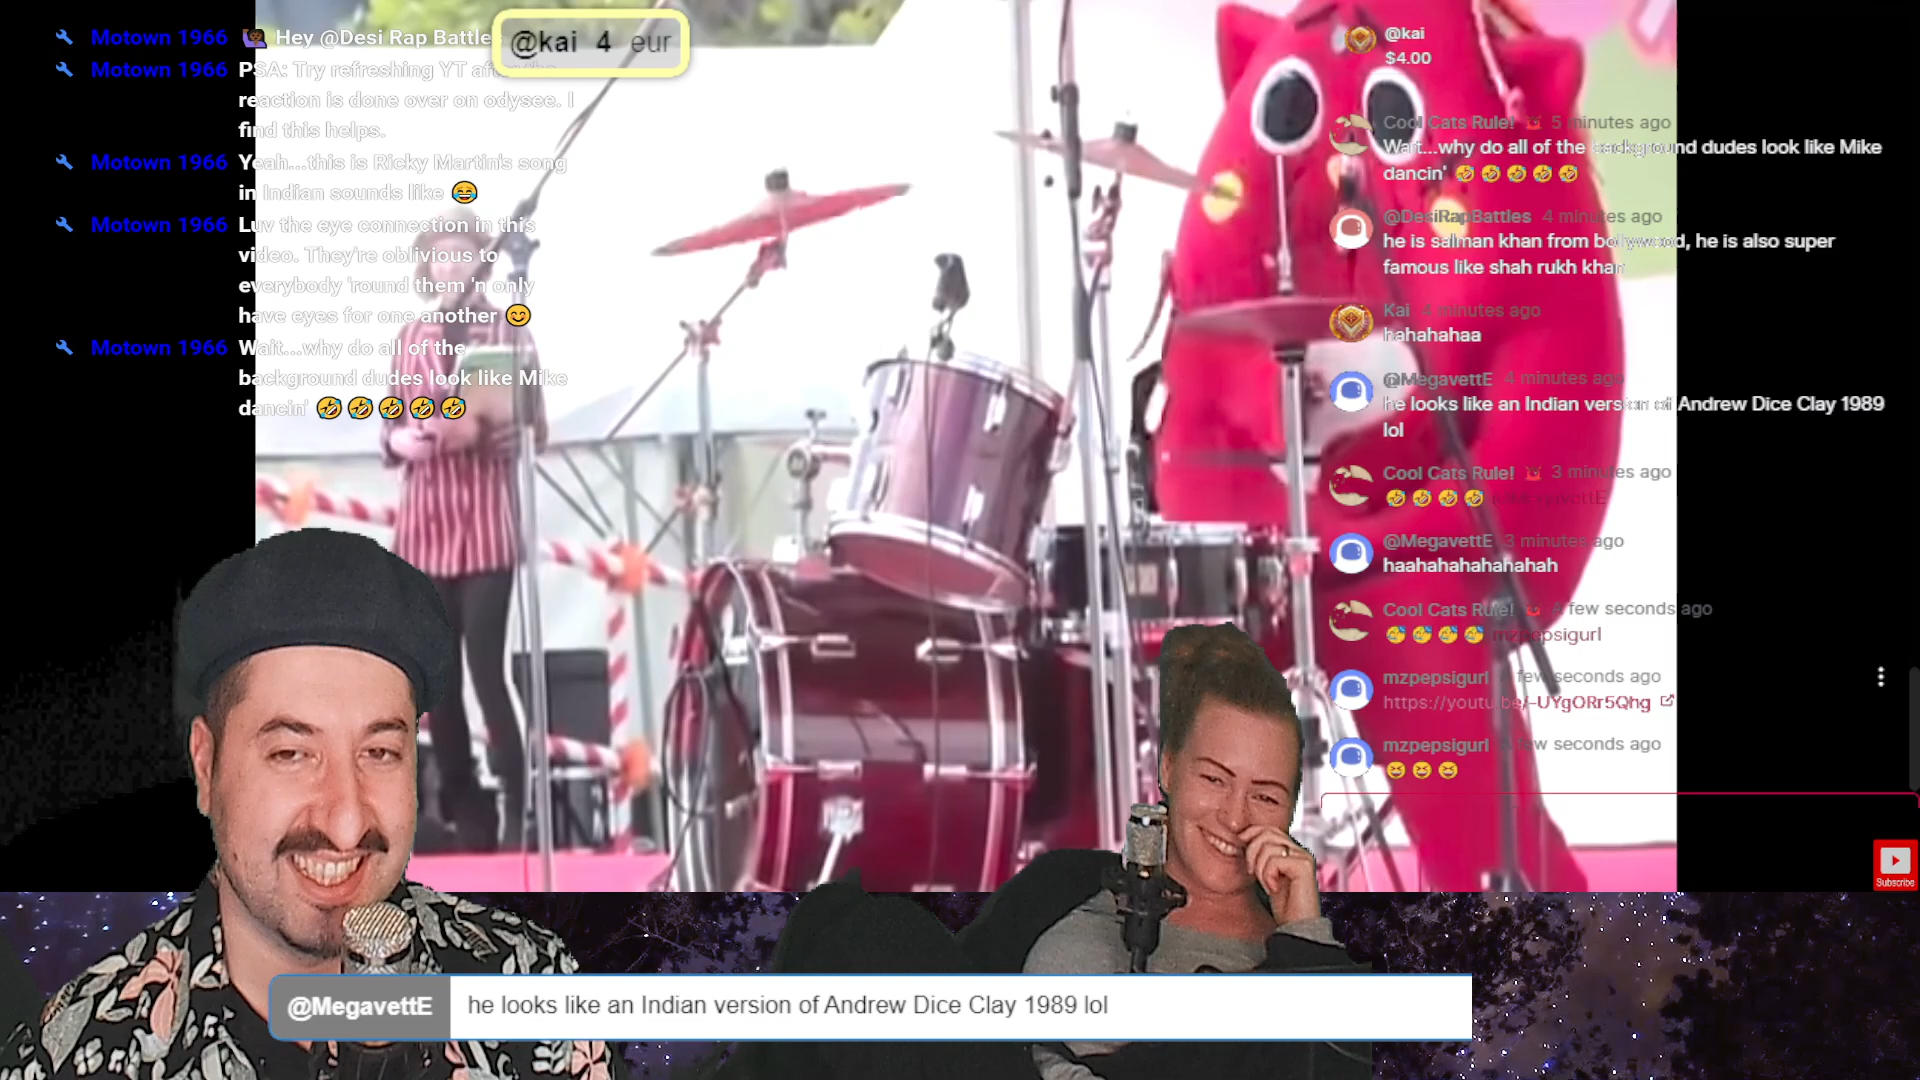 Motown 1966 Hey @Desi Rap Battles
Motown 1966 PSA: Try refreshing YT after the
reaction is done over on odysee. I
find this helps.
Motown 1966 Yeah...this is Ricky Martin's song
in Indian sounds like 😂
Motown 1966 Luv the eye connection in this
video. They're oblivious to
everybody 'round them 'n only
have eyes for one another 😊
Motown 1966 Wait...why do all of the
background dudes look like Mike
dancin' 🤣🤣🤣🤣🤣
@kai 4 eur
@kai
$4.00
Cool Cats Rule! 5 minutes ago
Wait...why do all of the background dudes look like Mike
dancin' 🤣🤣🤣🤣🤣
@DesiRapBattles 4 minutes ago
he is salman khan from bollywood, he is also super
famous like shah rukh khan
Kai 4 minutes ago
hahahahaa
@MegavettE 4 minutes ago
he looks like an Indian version of Andrew Dice Clay 1989
lol
Cool Cats Rule! 3 minutes ago
🤣🤣🤣🤣 @MegavettE
@MegavettE 3 minutes ago
haahahahahahahah
Cool Cats Rule! A few seconds ago
🥳🥳🥳🥳 mzpepsigurl
mzpepsigurl A few seconds ago
https://youtu.be/-UYgORr5Qhg
mzpepsigurl A few seconds ago
😆😆😆
Subscribe
@MegavettE he looks like an Indian version of Andrew Dice Clay 1989 lol